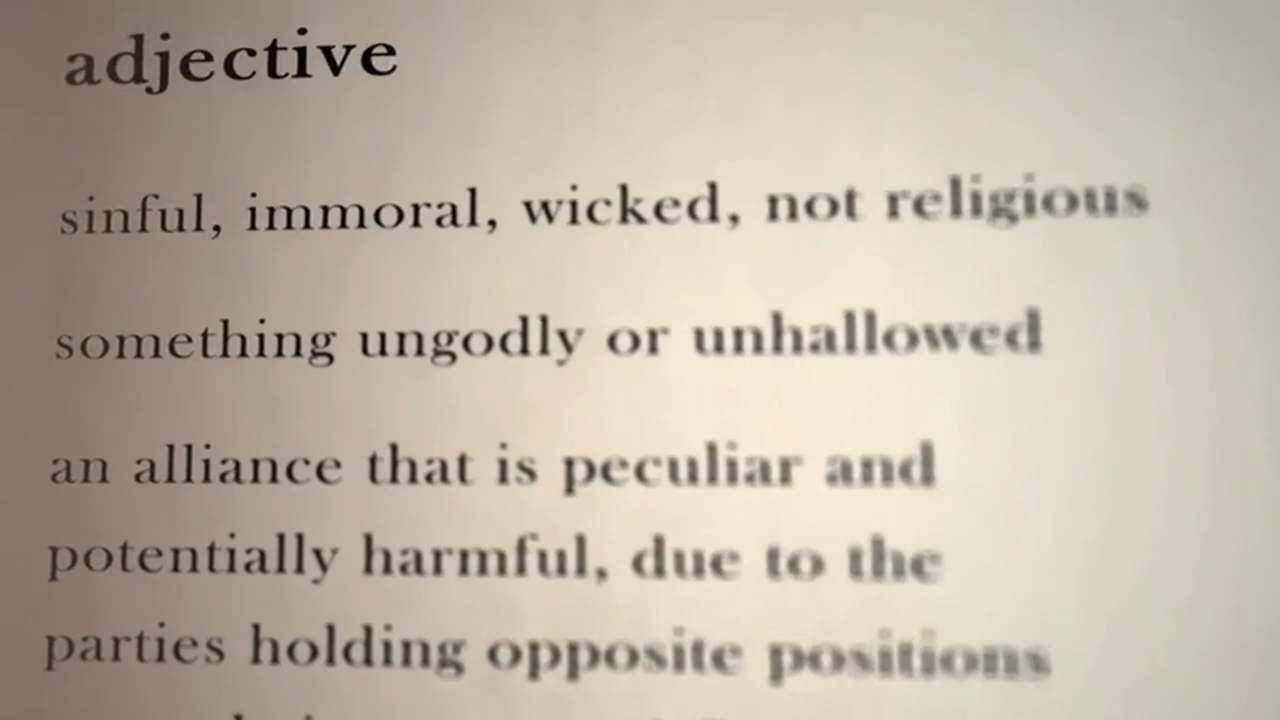 adjective
sinful, immoral, wicked, not religious
something ungodly or unhallowed
an alliance that is peculiar and
potentially harmful, due to the
parties holding opposite positions